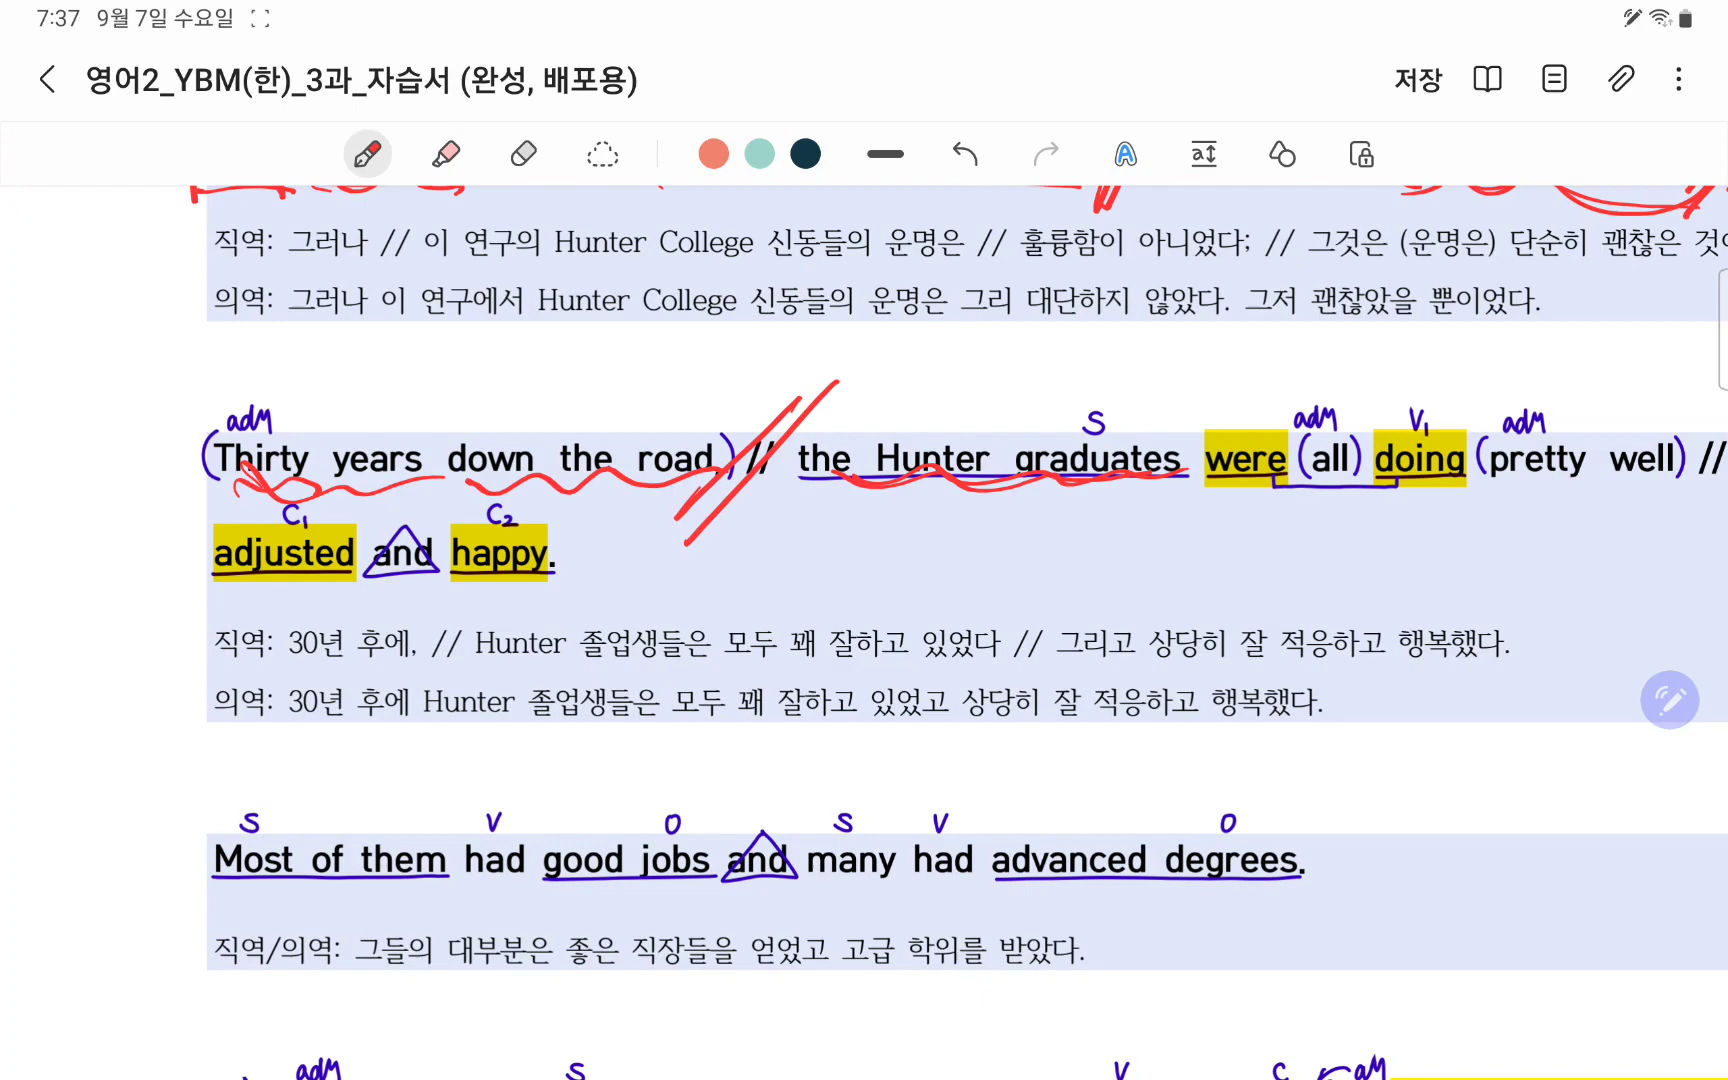 7:37 9월 7일 수요일
영어2_YBM(한)_3과_자습서 (완성, 배포용)
저장
직역: 그러나 // 이 연구의 Hunter College 신동들의 운명은 // 훌륭함이 아니었다; // 그것은 (운명은) 단순히 괜찮은 것
의역: 그러나 이 연구에서 Hunter College 신동들의 운명은 그리 대단하지 않았다. 그저 괜찮았을 뿐이었다.
adM S adM V₁ adM
(Thirty years down the road,) // the Hunter graduates were (all) doing (pretty well) //
C₁ C₂
adjusted and happy.
직역: 30년 후에, // Hunter 졸업생들은 모두 꽤 잘하고 있었다 // 그리고 상당히 잘 적응하고 행복했다.
의역: 30년 후에 Hunter 졸업생들은 모두 꽤 잘하고 있었고 상당히 잘 적응하고 행복했다.
S V O S V O
Most of them had good jobs and many had advanced degrees.
직역/의역: 그들의 대부분은 좋은 직장들을 얻었고 고급 학위를 받았다.
adM S V C aM